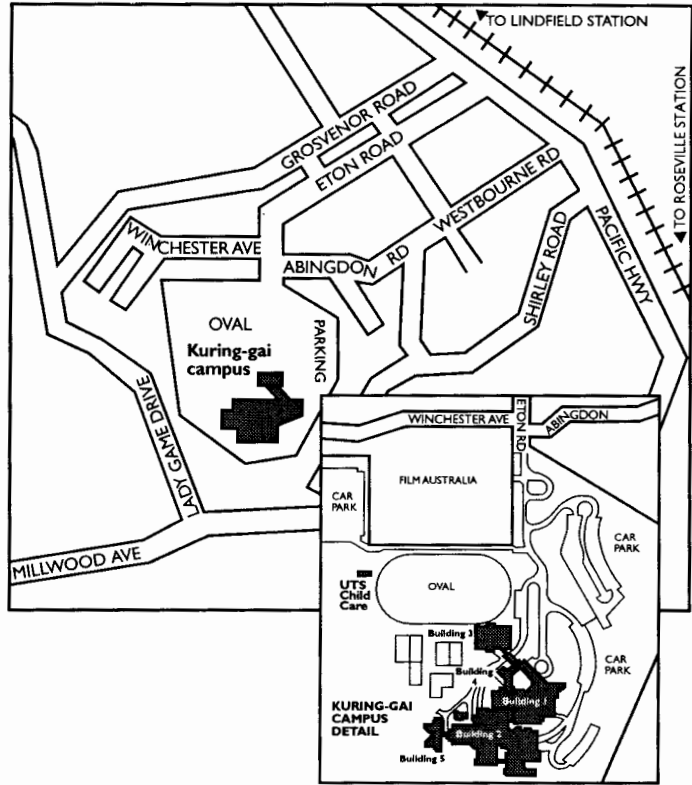 TO LINDFIELD STATION
TO ROSEVILLE STATION
GROSVENOR ROAD
ETON ROAD
WESTBOURNE RD
WINCHESTER AVE
ABINGDON RD
SHIRLEY ROAD
PACIFIC HWY
OVAL
PARKING
Kuring-gai
campus
LADY GAME DRIVE
MILLWOOD AVE
WINCHESTER AVE
ETON RD
ABINGDON
FILM AUSTRALIA
CAR
PARK
CAR
PARK
OVAL
UTS
Child
Care
Building 3
CAR
PARK
Building
4
Building 1
KURING-GAI
CAMPUS
DETAIL
Building 2
Building 5